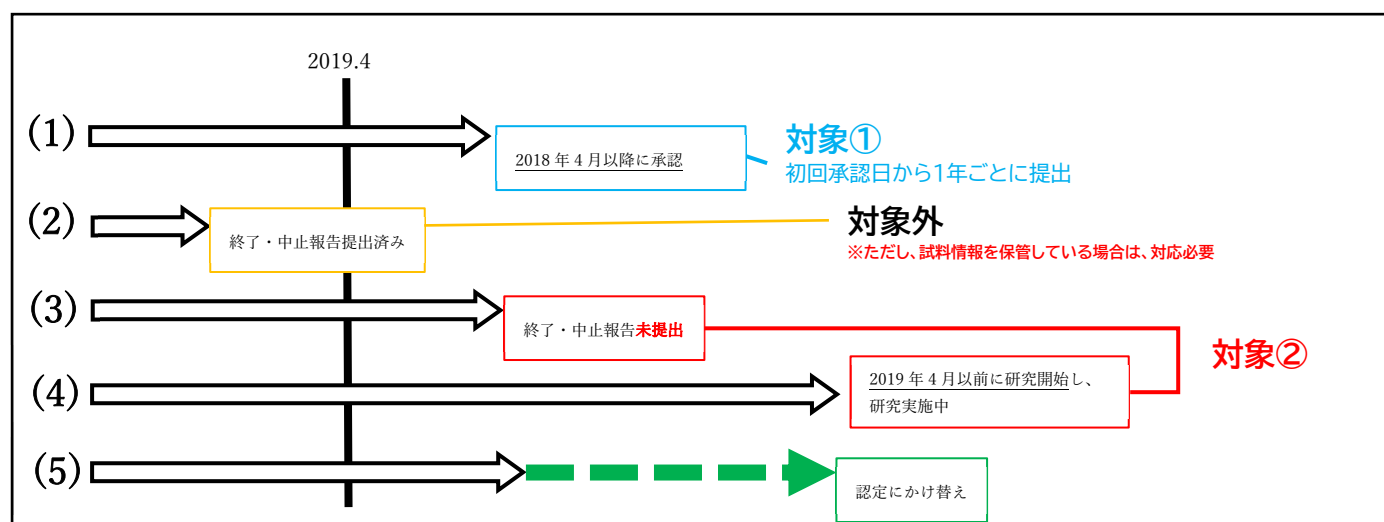 2019.4
(1)
2018 年 4 月以降に承認
対象①
初回承認日から1年ごとに提出
(2)
終了・中止報告提出済み
対象外
※ただし、試料情報を保管している場合は、対応必要
(3)
終了・中止報告未提出
対象②
(4)
2019 年 4 月以前に研究開始し、
研究実施中
(5)
認定にかけ替え